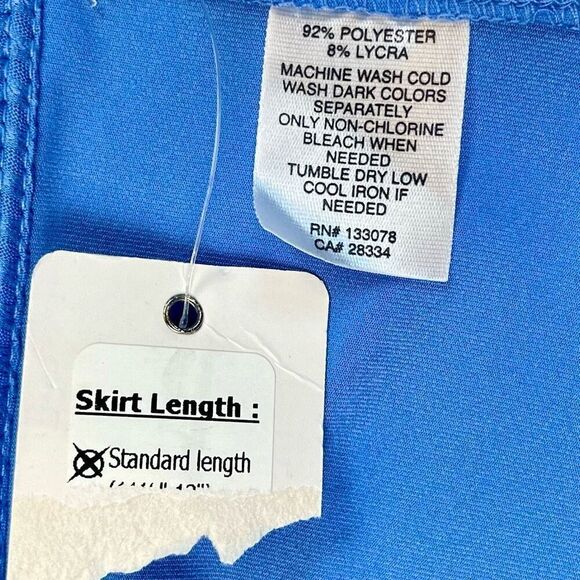 92% POLYESTER
8% LYCRA
MACHINE WASH COLD
WASH DARK COLORS
SEPARATELY
ONLY NON-CHLORINE
BLEACH WHEN
NEEDED
TUMBLE DRY LOW
COOL IRON IF
NEEDED
RN# 133078
CA# 28334
Skirt Length :
Standard length